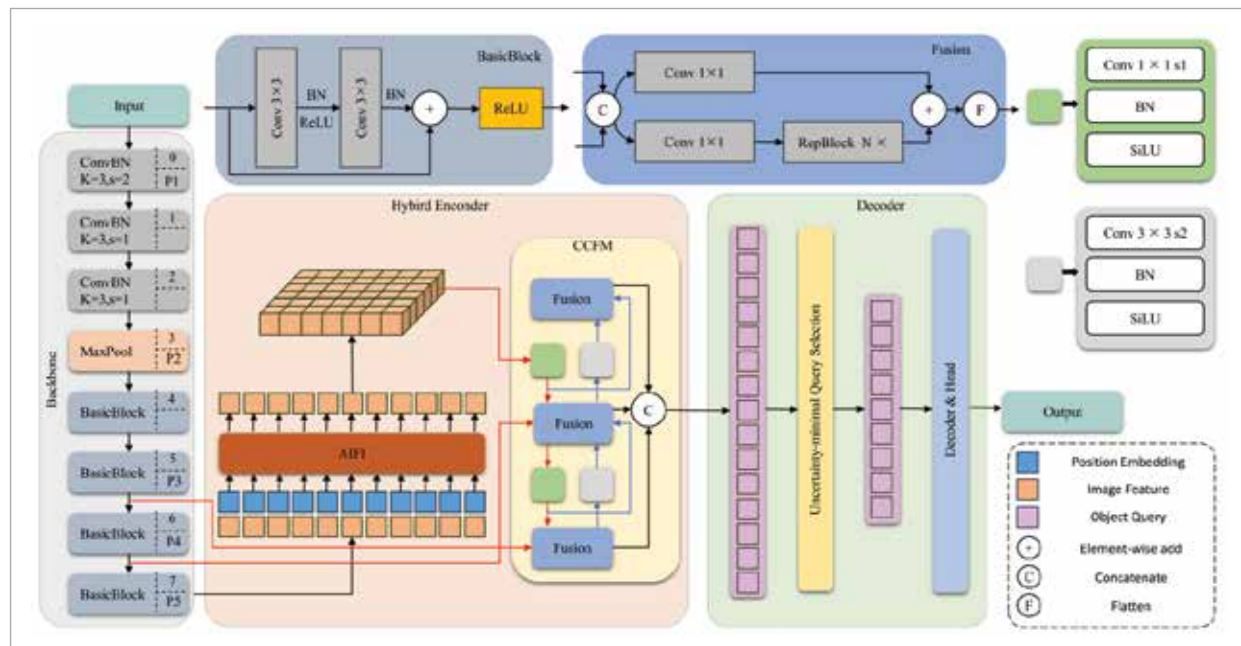 Input
Backbone
ConvBN
K=3,s=2
0
P1
ConvBN
K=3,s=1
1
ConvBN
K=3,s=1
2
MaxPool
3
P2
BasicBlock
4
BasicBlock
5
P3
BasicBlock
6
P4
BasicBlock
7
P5
BasicBlock
Conv 3×3
BN
ReLU
Conv 3×3
BN
+
ReLU
Fusion
C
Conv 1×1
Conv 1×1
RepBlock N ×
+
F
Conv 1 × 1 s1
BN
SiLU
Conv 3 × 3 s2
BN
SiLU
Hybird Enconder
AIFI
CCFM
Fusion
Fusion
Fusion
C
Decoder
Uncertainty-minimal Query Selection
Decoder & Head
Output
Position Embedding
Image Feature
Object Query
+ Element-wise add
C Concatenate
F Flatten